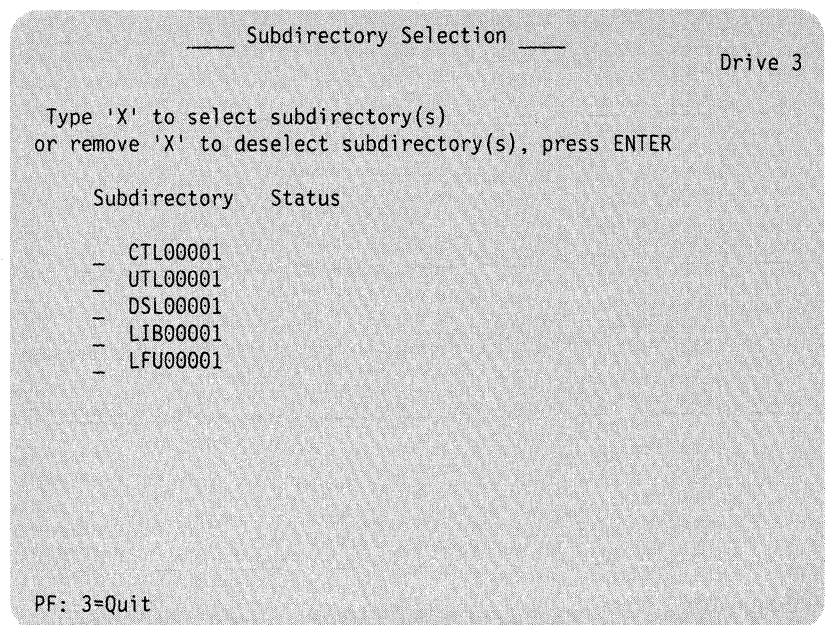 ____ Subdirectory Selection ____
Drive 3
Type 'X' to select subdirectory(s)
or remove 'X' to deselect subdirectory(s), press ENTER
Subdirectory Status
_ CTL00001
_ UTL00001
_ DSL00001
_ LIB00001
_ LFU00001
PF: 3=Quit